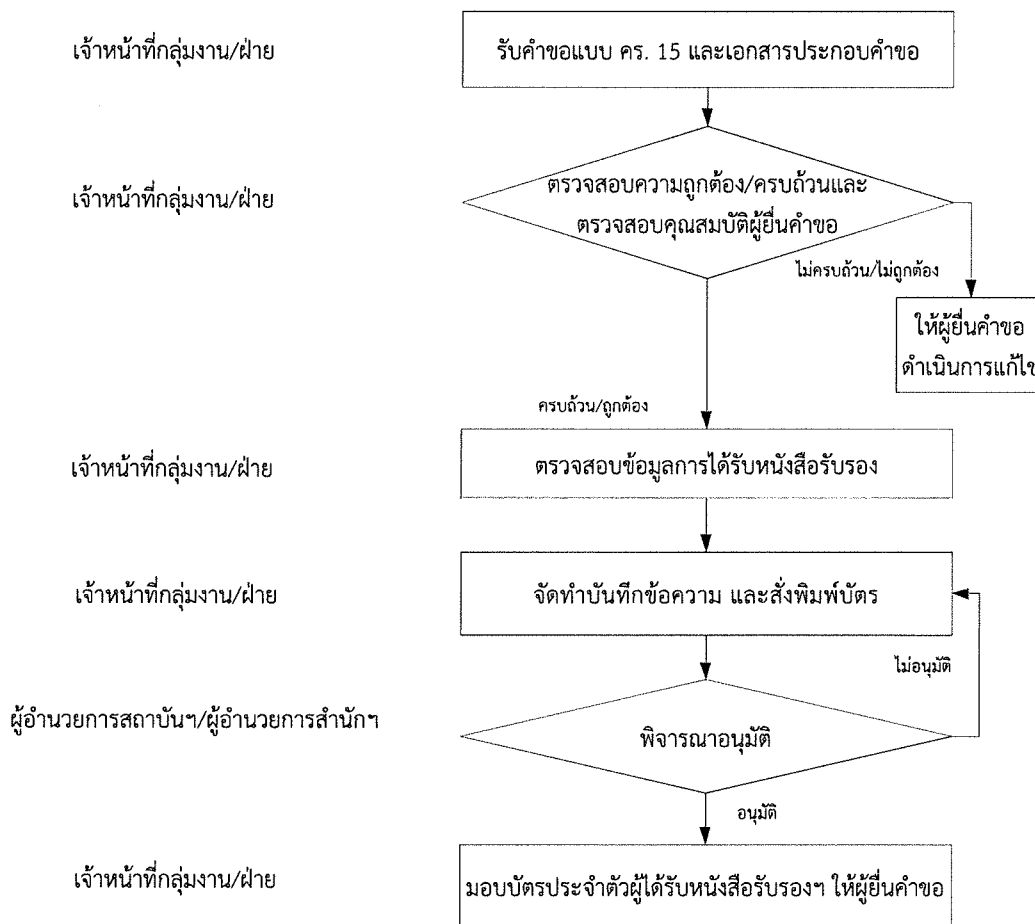 เจ้าหน้าที่กลุ่มงาน/ฝ่าย
รับคำขอแบบ คร. 15 และเอกสารประกอบคำขอ
เจ้าหน้าที่กลุ่มงาน/ฝ่าย
ตรวจสอบความถูกต้อง/ครบถ้วนและ
ตรวจสอบคุณสมบัติผู้ยื่นคำขอ
ไม่ครบถ้วน/ไม่ถูกต้อง
ให้ผู้ยื่นคำขอ
ดำเนินการแก้ไข
ครบถ้วน/ถูกต้อง
เจ้าหน้าที่กลุ่มงาน/ฝ่าย
ตรวจสอบข้อมูลการได้รับหนังสือรับรอง
เจ้าหน้าที่กลุ่มงาน/ฝ่าย
จัดทำบันทึกข้อความ และสั่งพิมพ์บัตร
ไม่อนุมัติ
ผู้อำนวยการสถาบันฯ/ผู้อำนวยการสำนักฯ
พิจารณาอนุมัติ
อนุมัติ
เจ้าหน้าที่กลุ่มงาน/ฝ่าย
มอบบัตรประจำตัวผู้ได้รับหนังสือรับรองฯ ให้ผู้ยื่นคำขอ